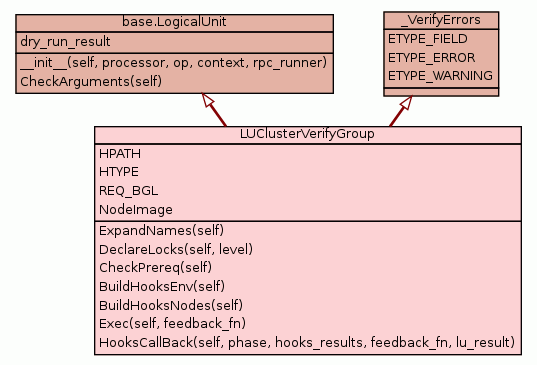 base.LogicalUnit
dry_run_result
__init__(self, processor, op, context, rpc_runner)
CheckArguments(self)
_VerifyErrors
ETYPE_FIELD
ETYPE_ERROR
ETYPE_WARNING
LUClusterVerifyGroup
HPATH
HTYPE
REQ_BGL
NodeImage
ExpandNames(self)
DeclareLocks(self, level)
CheckPrereq(self)
BuildHooksEnv(self)
BuildHooksNodes(self)
Exec(self, feedback_fn)
HooksCallBack(self, phase, hooks_results, feedback_fn, lu_result)